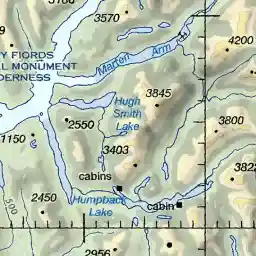 3570
Y FIORDS
L MONUMENT
DERNESS
Marten Arm
4200
3845
Hugh
Smith
Lake
2550
1150
3800
3403
3822
cabins
2450
Humpback
Lake
cabin
500
2956